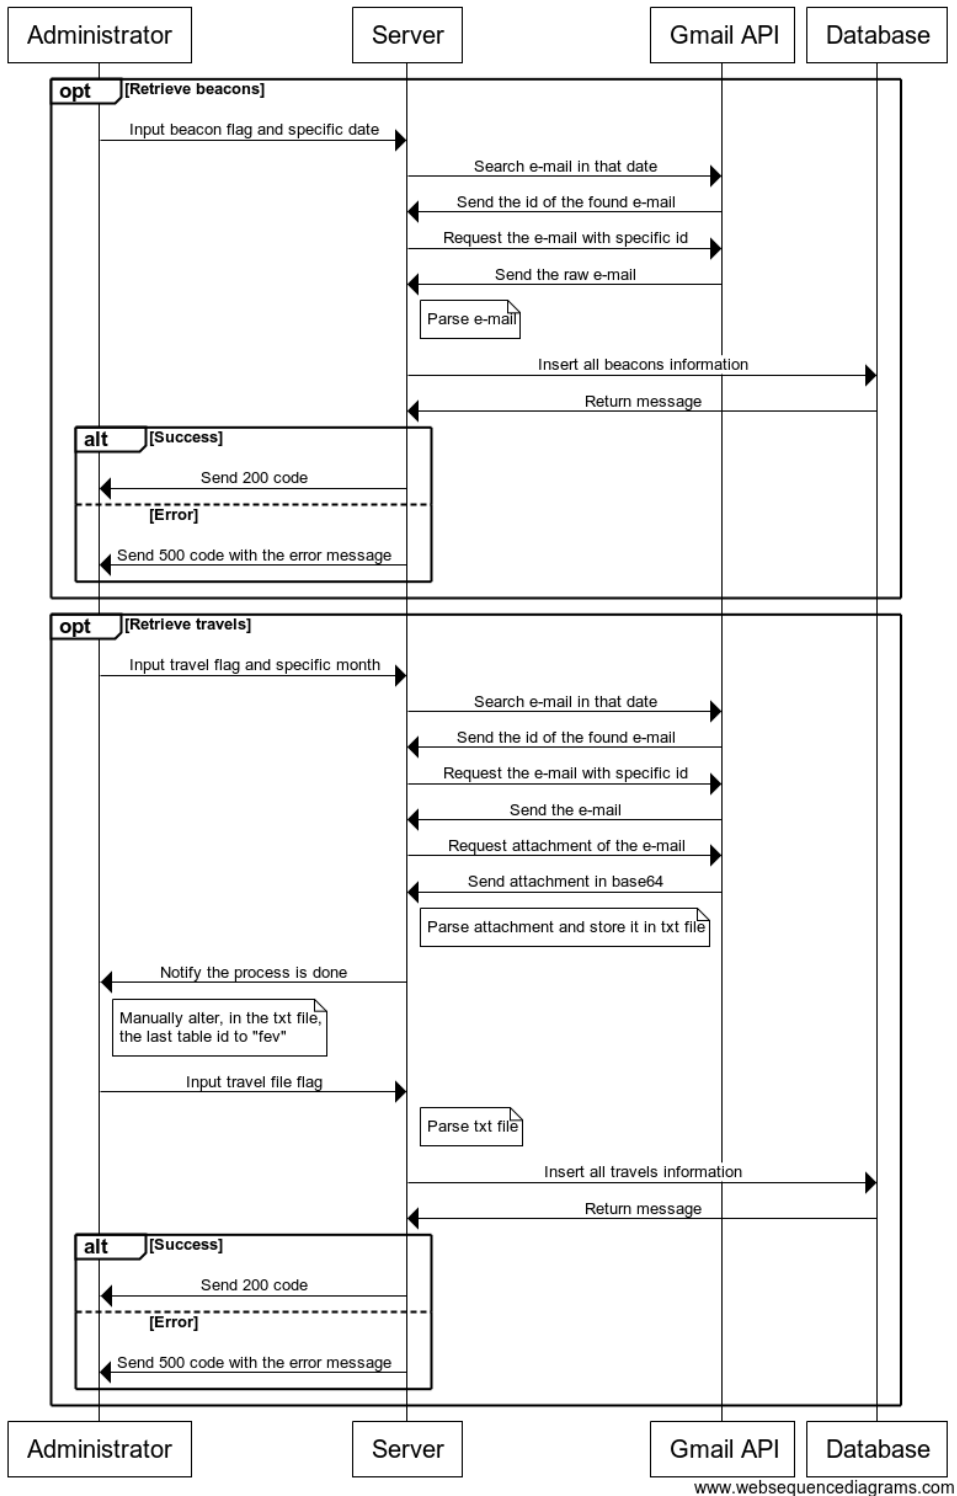 Administrator
Server
Gmail API
Database
opt
[Retrieve beacons]
Input beacon flag and specific date
Search e-mail in that date
Send the id of the found e-mail
Request the e-mail with specific id
Send the raw e-mail
Parse e-mail
Insert all beacons information
Return message
alt
[Success]
Send 200 code
[Error]
Send 500 code with the error message
opt
[Retrieve travels]
Input travel flag and specific month
Search e-mail in that date
Send the id of the found e-mail
Request the e-mail with specific id
Send the e-mail
Request attachment of the e-mail
Send attachment in base64
Parse attachment and store it in txt file
Notify the process is done
Manually alter, in the txt file,
the last table id to "fev"
Input travel file flag
Parse txt file
Insert all travels information
Return message
alt
[Success]
Send 200 code
[Error]
Send 500 code with the error message
Administrator
Server
Gmail API
Database
www.websequencediagrams.com